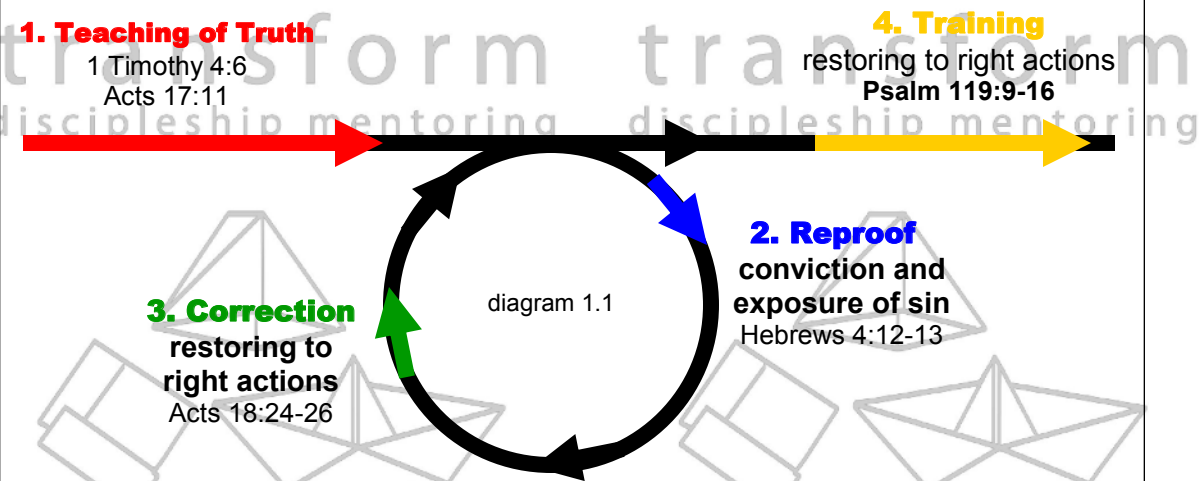 1. Teaching of Truth
1 Timothy 4:6
Acts 17:11
4. Training
restoring to right actions
Psalm 119:9-16
transform transform
discipleship mentoring discipleship mentoring
2. Reproof
conviction and
exposure of sin
Hebrews 4:12-13
diagram 1.1
3. Correction
restoring to
right actions
Acts 18:24-26